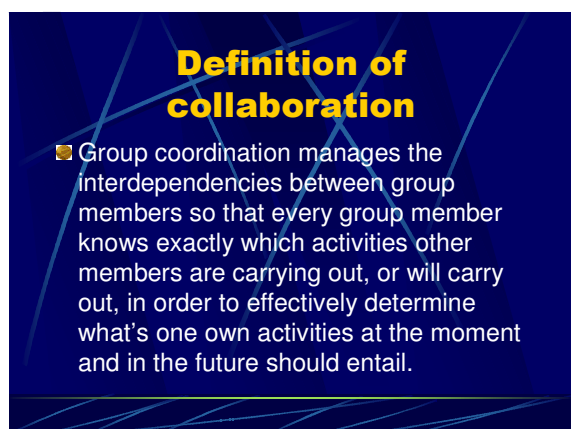 Definition of
collaboration
Group coordination manages the
interdependencies between group
members so that every group member
knows exactly which activities other
members are carrying out, or will carry
out, in order to effectively determine
what's one own activities at the moment
and in the future should entail.